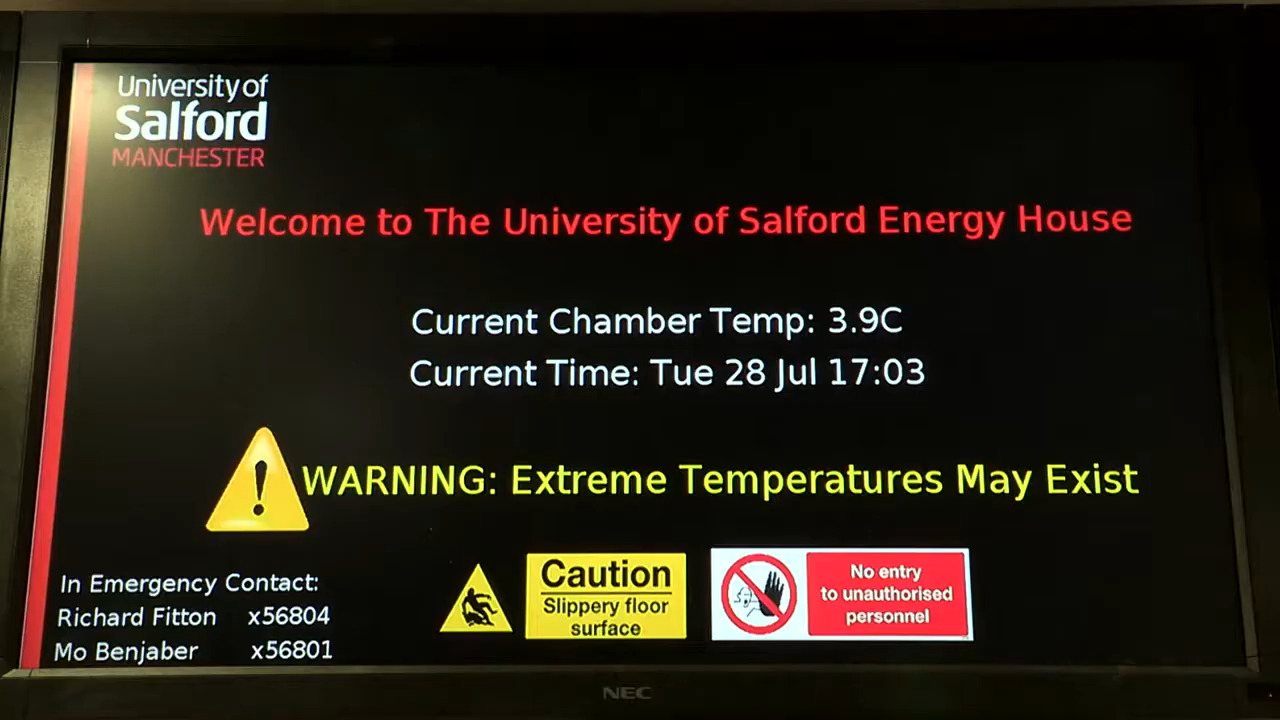 University of
Salford
MANCHESTER
Welcome to The University of Salford Energy House
Current Chamber Temp: 3.9C
Current Time: Tue 28 Jul 17:03
WARNING: Extreme Temperatures May Exist
In Emergency Contact:
Richard Fitton x56804
Mo Benjaber x56801
Caution
Slippery floor
surface
No entry
to unauthorised
personnel
NEC